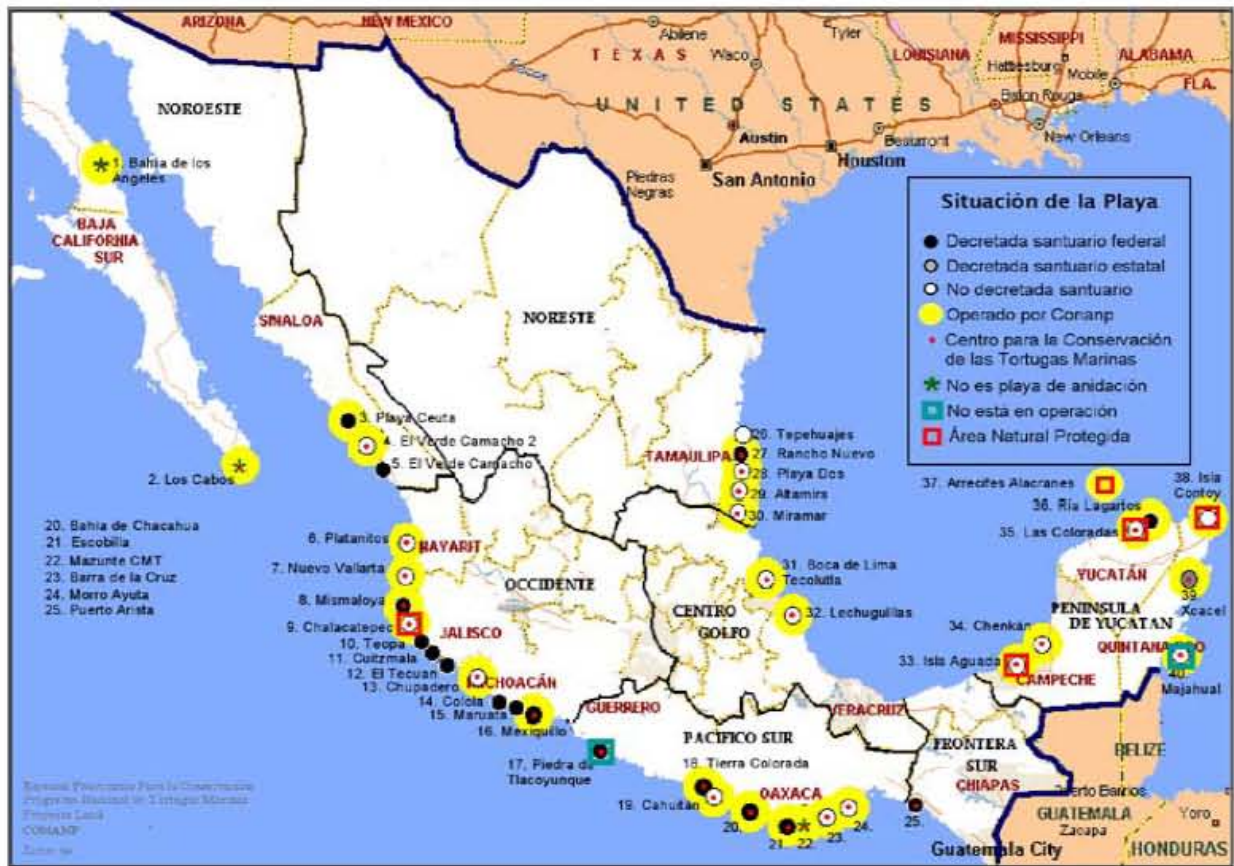 ARIZONA
NEW MEXICO
Abilene
Tyler
MISSISSIPPI
TEXAS
Waco
LOUISIANA
ALABAMA
Hattesburg
Mobile
FLA.
Baton Rouge
UNITED STATES
New Orleans
Austin
Beaumont
Houston
San Antonio
Piedras
Negras
NOROESTE
1. Bahía de los
Angeles
BAJA
CALIFORNIA
SUR
SINALOA
NORESTE
Situación de la Playa
Decretada santuario federal
Decretada santuario estatal
No decretada santuario
Operado por Conanp
Centro para la Conservación
de las Tortugas Marinas
No es playa de anidación
No está en operación
Área Natural Protegida
2. Los Cabos
3. Playa Ceuta
4. El Verde Camacho 2
5. El Verde Camacho
6. Platanitos
NAYARIT
7. Nuevo Vallarta
8. Mismaloya
9. Chalacatepec
JALISCO
10. Teopa
11. Cuitzmala
12. El Tecuan
13. Chupadero
MICHOACÁN
14. Colola
15. Maruata
16. Mexiquillo
OCCIDENTE
20. Bahia de Chacahua
21. Escobilla
22. Mazunte CMT
23. Barra de la Cruz
24. Morro Ayuta
25. Puerto Arista
TAMAULIPA
26. Tepehuajes
27. Rancho Nuevo
28. Playa Dos
29. Altamira
30. Miramar
31. Boca de Lima
Tecolutla
32. Lechuguillas
CENTRO
GOLFO
37. Arrecifes Alacranes
38. Isla
Contoy
36. Ría Lagartos
35. Las Coloradas
YUCATÁN
39.
Xcacel
PENINSULA
DE YUCATAN
34. Chenkán
QUINTANA
33. Isla Aguada
CAMPECHE
40.
Majahual
GUERRERO
VERACRUZ
17. Piedra de
Tlacoyunque
PACIFICO SUR
18. Tierra Colorada
19. Cahuitán
OAXACA
20.
21.
22
23.
24.
25.
FRONTERA
SUR
CHIAPAS
BELIZE
Barrios
GUATEMALA
Zacapa
Yoro
Guatemala City
HONDURAS
CONANP